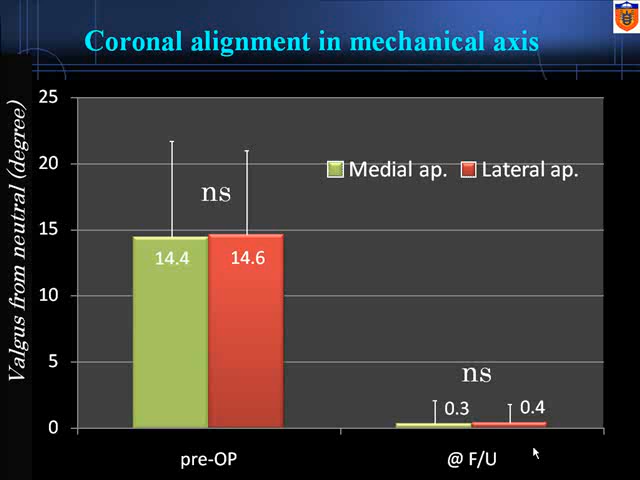 Coronal alignment in mechanical axis
Valgus from neutral (degree)
25
20
15
10
5
0
Medial ap.
Lateral ap.
ns
14.4
14.6
ns
0.3
0.4
pre-OP
@ F/U